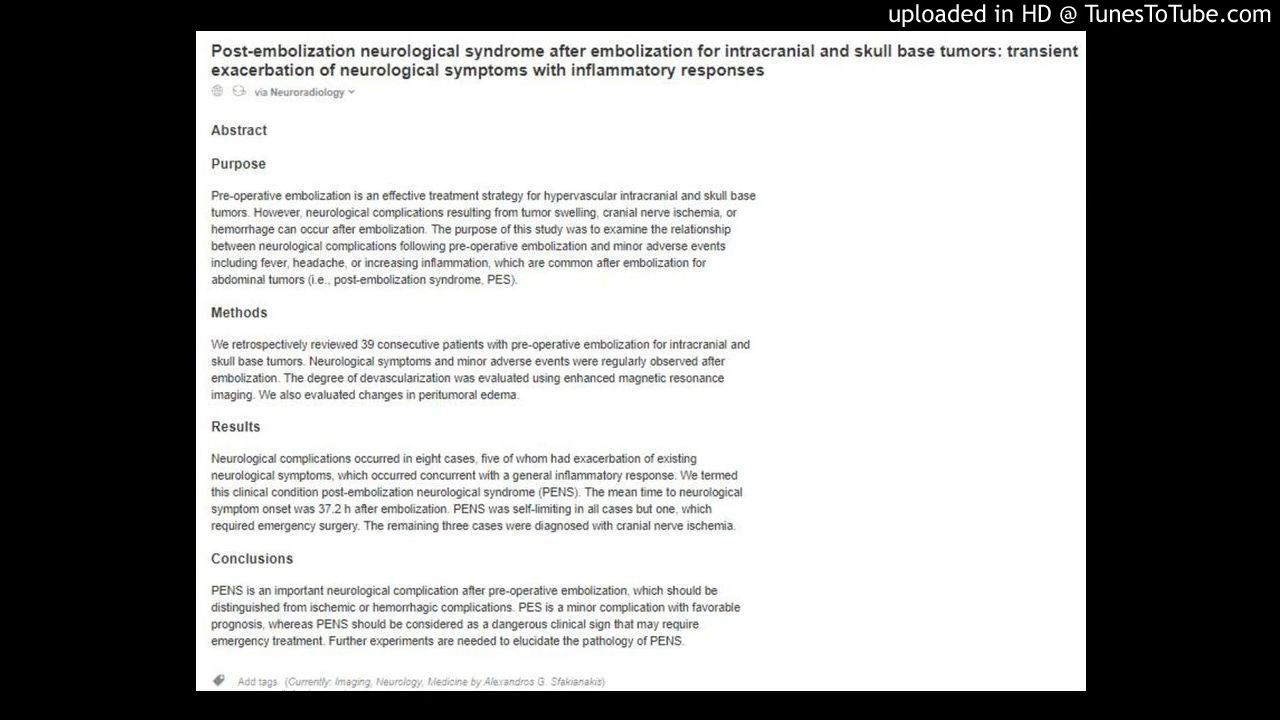 uploaded in HD @ TunesToTube.com
Post-embolization neurological syndrome after embolization for intracranial and skull base tumors: transient
exacerbation of neurological symptoms with inflammatory responses
via Neuroradiology
Abstract
Purpose
Pre-operative embolization is an effective treatment strategy for hypervascular intracranial and skull base
tumors. However, neurological complications resulting from tumor swelling, cranial nerve ischemia, or
hemorrhage can occur after embolization. The purpose of this study was to examine the relationship
between neurological complications following pre-operative embolization and minor adverse events
including fever, headache, or increasing inflammation, which are common after embolization for
abdominal tumors (i.e., post-embolization syndrome, PES).
Methods
We retrospectively reviewed 39 consecutive patients with pre-operative embolization for intracranial and
skull base tumors. Neurological symptoms and minor adverse events were regularly observed after
embolization. The degree of devascularization was evaluated using enhanced magnetic resonance
imaging. We also evaluated changes in peritumoral edema.
Results
Neurological complications occurred in eight cases, five of whom had exacerbation of existing
neurological symptoms, which occurred concurrent with a general inflammatory response. We termed
this clinical condition post-embolization neurological syndrome (PENS). The mean time to neurological
symptom onset was 37.2 h after embolization. PENS was self-limiting in all cases but one, which
required emergency surgery. The remaining three cases were diagnosed with cranial nerve ischemia.
Conclusions
PENS is an important neurological complication after pre-operative embolization, which should be
distinguished from ischemic or hemorrhagic complications. PES is a minor complication with favorable
prognosis, whereas PENS should be considered as a dangerous clinical sign that may require
emergency treatment. Further experiments are needed to elucidate the pathology of PENS.
Add tags (Currently: Imaging, Neurology, Medicine by Alexandros G. Sfakianakis)